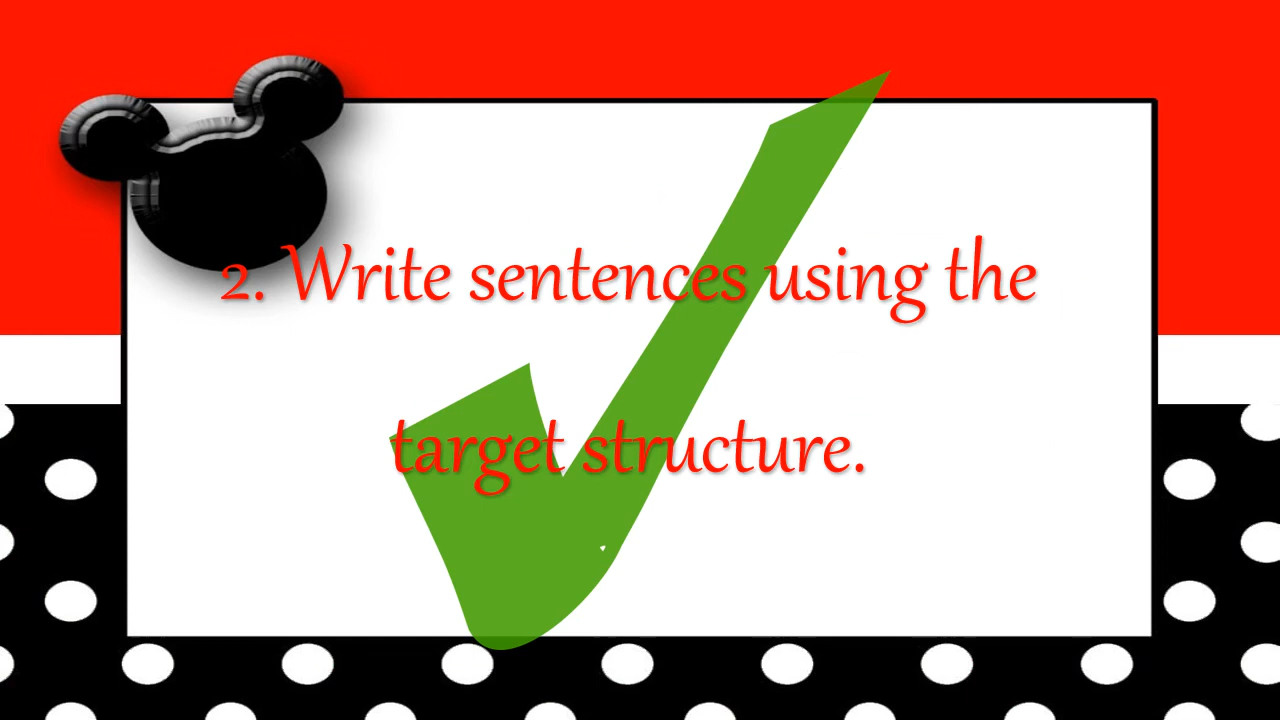 2. Write sentences using the
target structure.